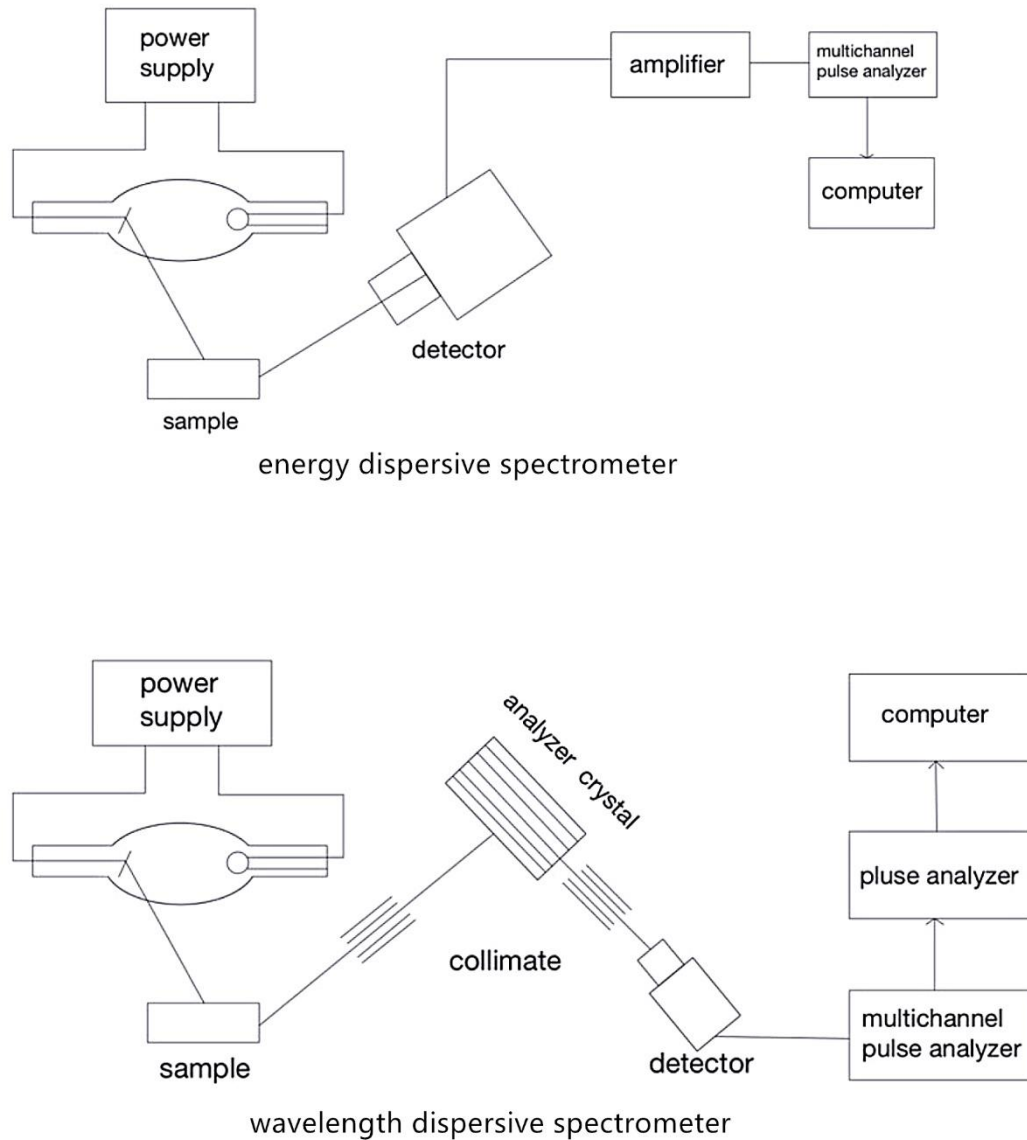 power
supply
amplifier
multichannel
pulse analyzer
computer
detector
sample
energy dispersive spectrometer
power
supply
analyzer crystal
computer
pluse analyzer
collimate
multichannel
pulse analyzer
detector
sample
wavelength dispersive spectrometer